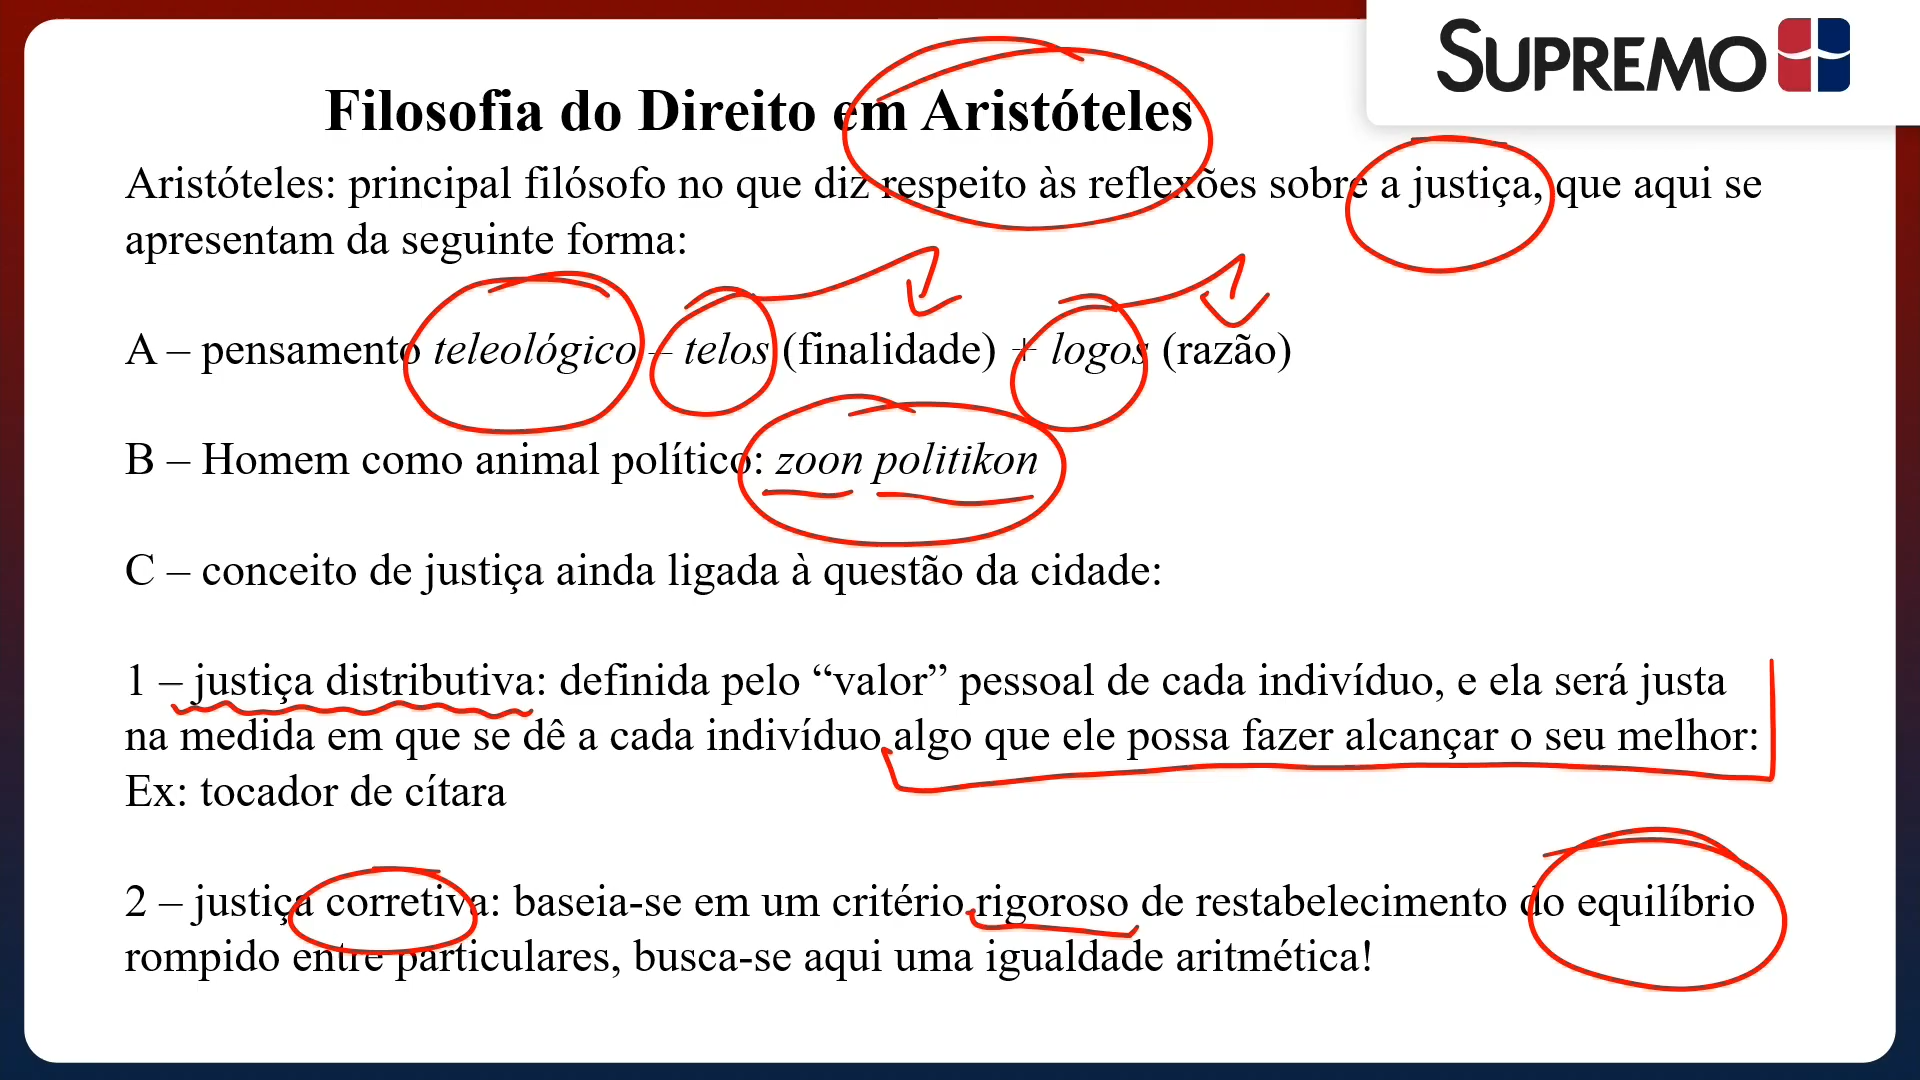 SUPREMO
Filosofia do Direito em Aristóteles
Aristóteles: principal filósofo no que diz respeito às reflexões sobre a justiça, que aqui se
apresentam da seguinte forma:
A – pensamento teleológico – telos (finalidade) + logos (razão)
B – Homem como animal político: zoon politikon
C – conceito de justiça ainda ligada à questão da cidade:
1 – justiça distributiva: definida pelo “valor” pessoal de cada indivíduo, e ela será justa
na medida em que se dê a cada indivíduo algo que ele possa fazer alcançar o seu melhor:
Ex: tocador de cítara
2 – justiça corretiva: baseia-se em um critério rigoroso de restabelecimento do equilíbrio
rompido entre particulares, busca-se aqui uma igualdade aritmética!